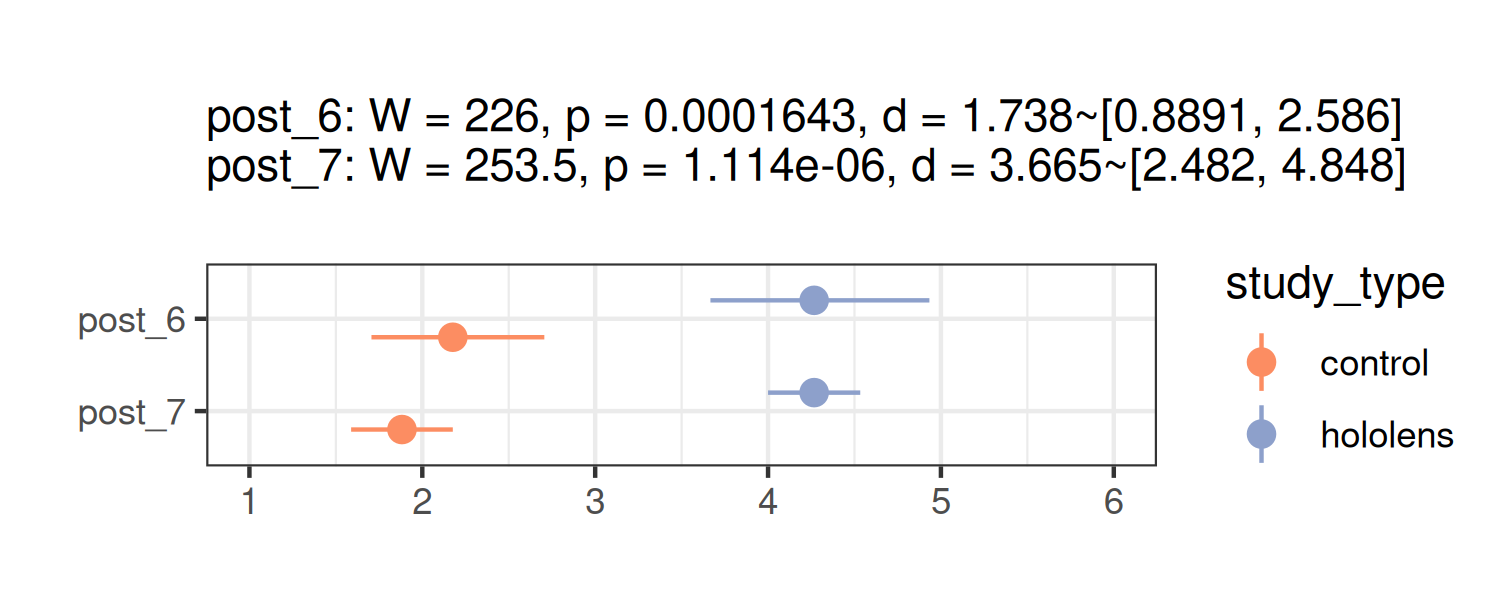 post_6: W = 226, p = 0.0001643, d = 1.738~[0.8891, 2.586]
post_7: W = 253.5, p = 1.114e-06, d = 3.665~[2.482, 4.848]
study_type
control
hololens
post_6
post_7
1 2 3 4 5 6